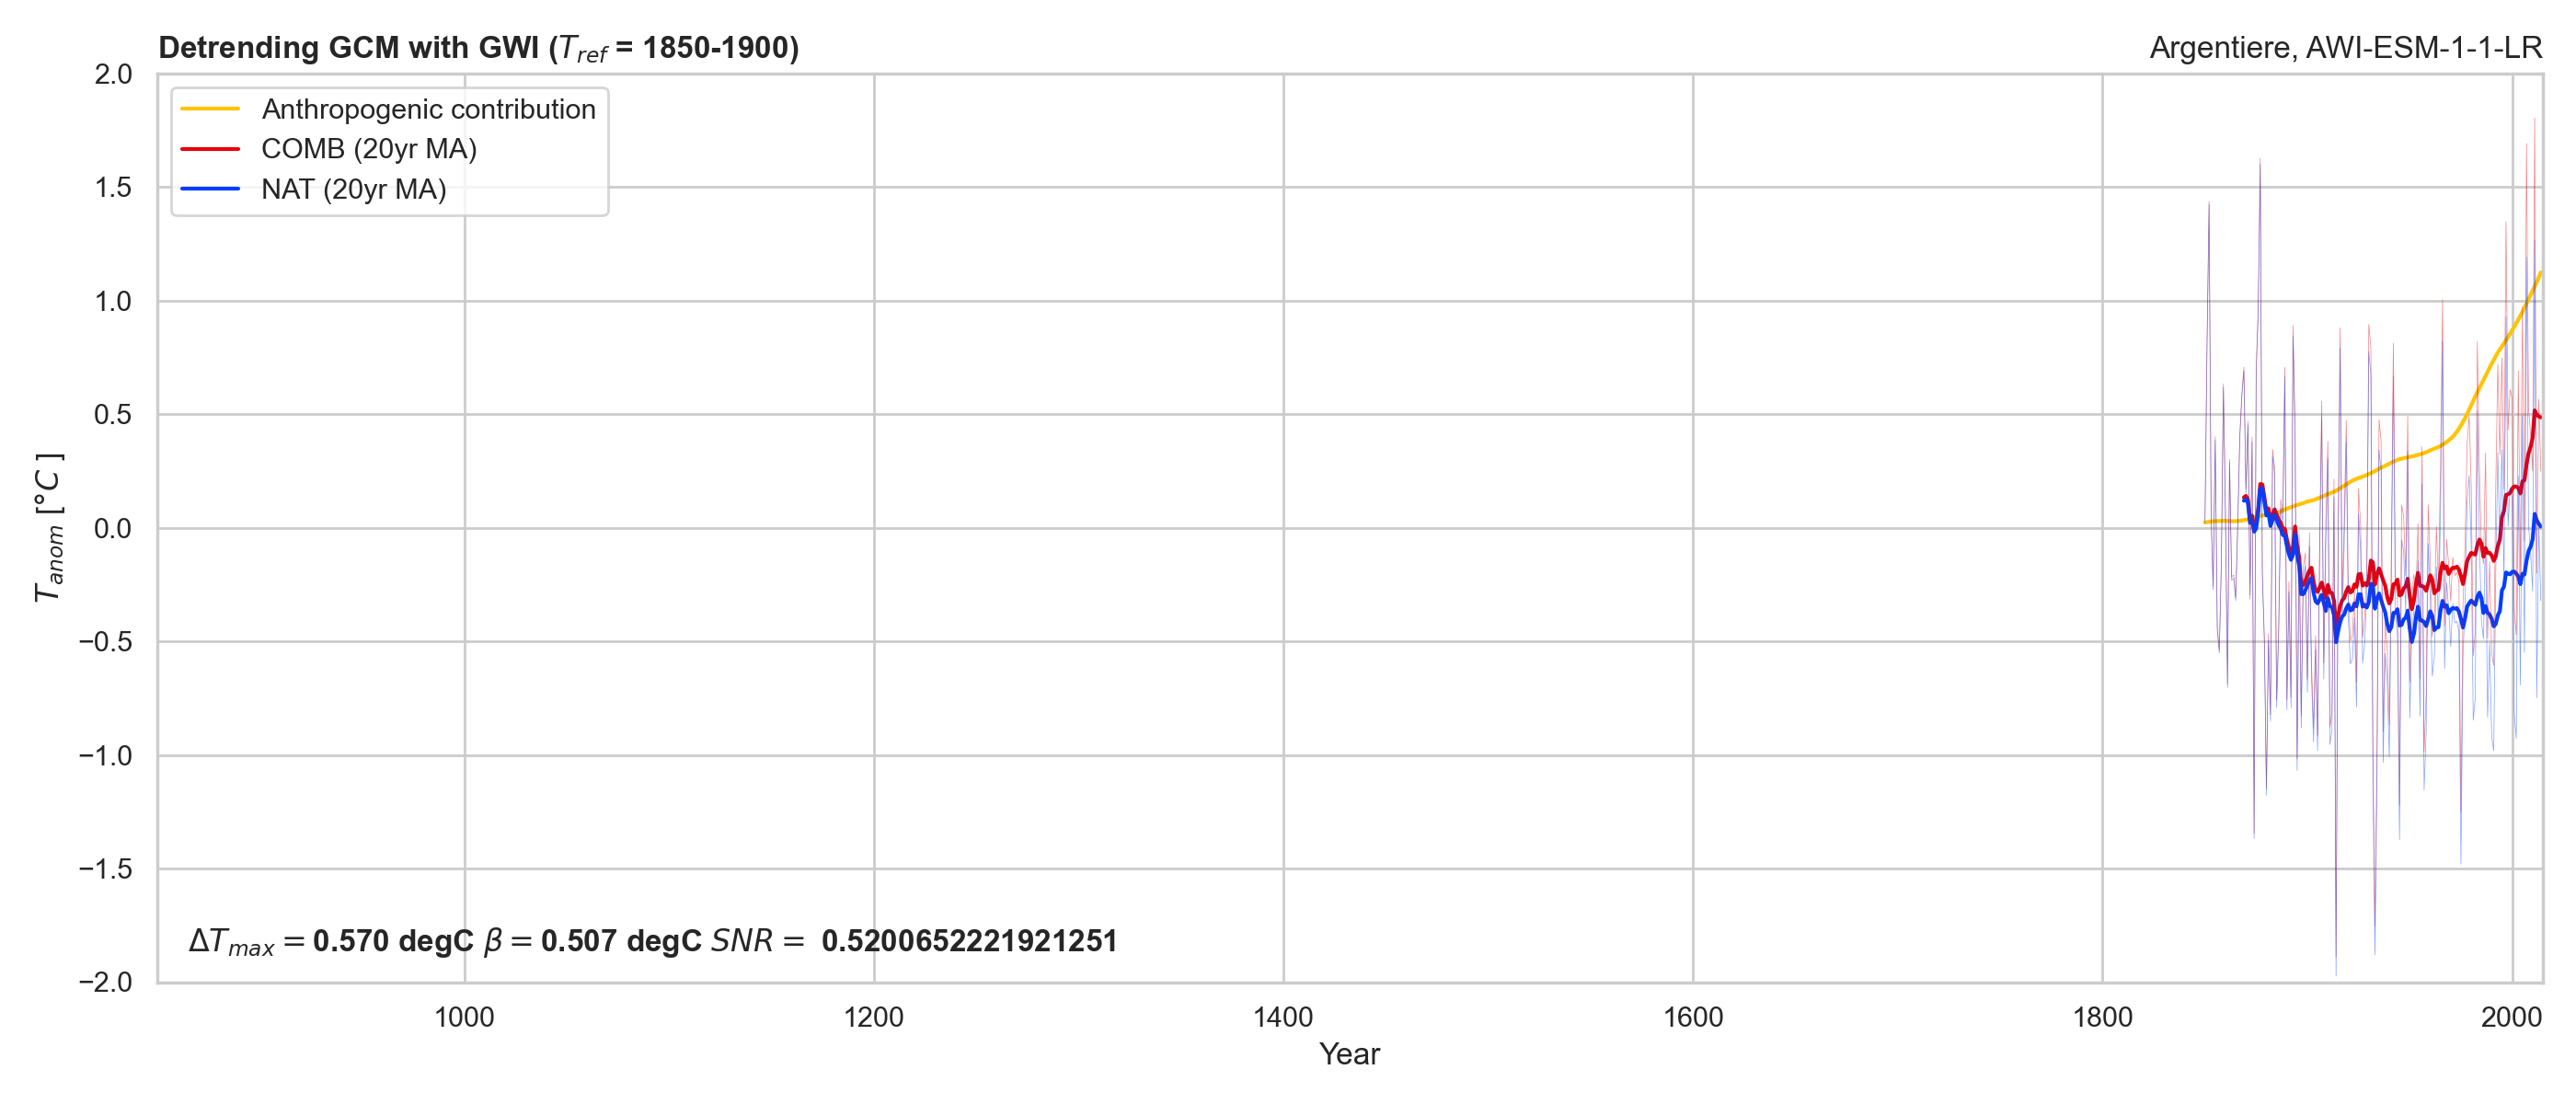 Detrending GCM with GWI (T_ref = 1850-1900)
Argentiere, AWI-ESM-1-1-LR
Anthropogenic contribution
COMB (20yr MA)
NAT (20yr MA)
2.0
1.5
1.0
0.5
0.0
−0.5
−1.0
−1.5
−2.0
T_anom [°C ]
ΔT_max = 0.570 degC β = 0.507 degC SNR = 0.5200652221921251
1000 1200 1400 1600 1800 2000
Year